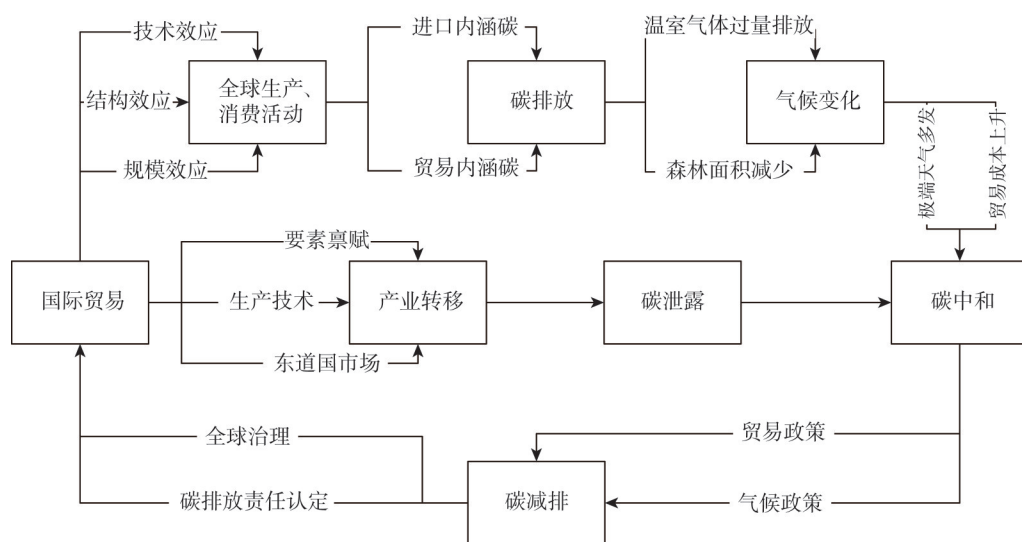 技术效应
结构效应
规模效应
全球生产、
消费活动
进口内涵碳
贸易内涵碳
碳排放
温室气体过量排放
森林面积减少
气候变化
极端天气多发
贸易成本上升
国际贸易
要素禀赋
生产技术
东道国市场
产业转移
碳泄露
碳中和
全球治理
碳排放责任认定
碳减排
贸易政策
气候政策